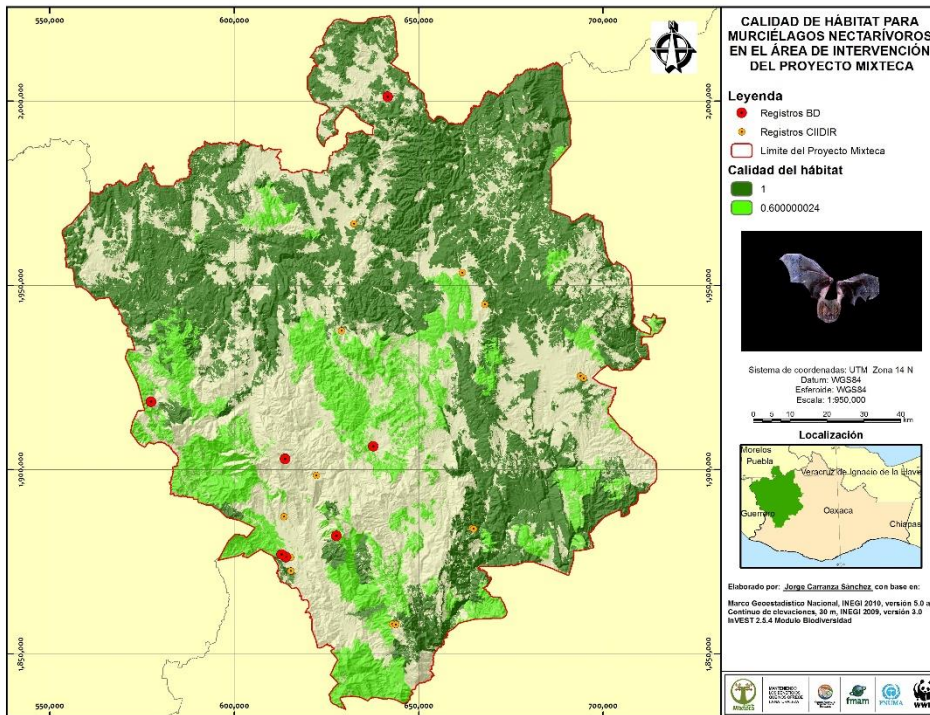 550,000
600,000
650,000
700,000
2,000,000
2,000,000
1,950,000
1,950,000
1,900,000
1,900,000
1,850,000
1,850,000
550,000
600,000
650,000
700,000
N
CALIDAD DE HÁBITAT PARA
MURCIÉLAGOS NECTARÍVOROS
EN EL ÁREA DE INTERVENCIÓN
DEL PROYECTO MIXTECA
Leyenda
Registros BD
Registros CIIDIR
Límite del Proyecto Mixteca
Calidad del hábitat
1
0.600000024
Sistema de coordenadas: UTM Zona 14 N
Datum: WGS84
Esferoide: WGS84
Escala: 1:950,000
0 5 10 20 30 40
km
Localización
Morelos
Puebla
Veracruz de Ignacio de la Llave
Guerrero
Oaxaca
Chiapas
Elaborado por: Jorge Carranza Sánchez con base en:
Marco Geoestadístico Nacional, INEGI 2010, versión 5.0 a
Continuo de elevaciones, 30 m, INEGI 2009, versión 3.0
InVEST 2.5.4 Modulo Biodiversidad
MIXTECA
fmam
PNUMA
WWF